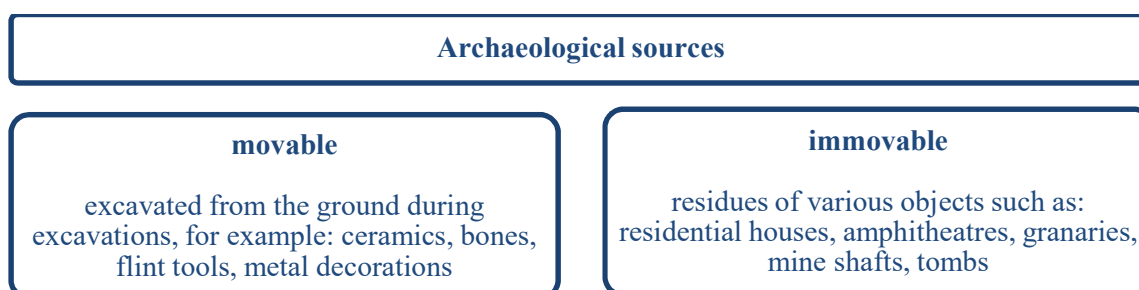 Archaeological sources
movable
excavated from the ground during
excavations, for example: ceramics, bones,
flint tools, metal decorations
immovable
residues of various objects such as:
residential houses, amphitheatres, granaries,
mine shafts, tombs